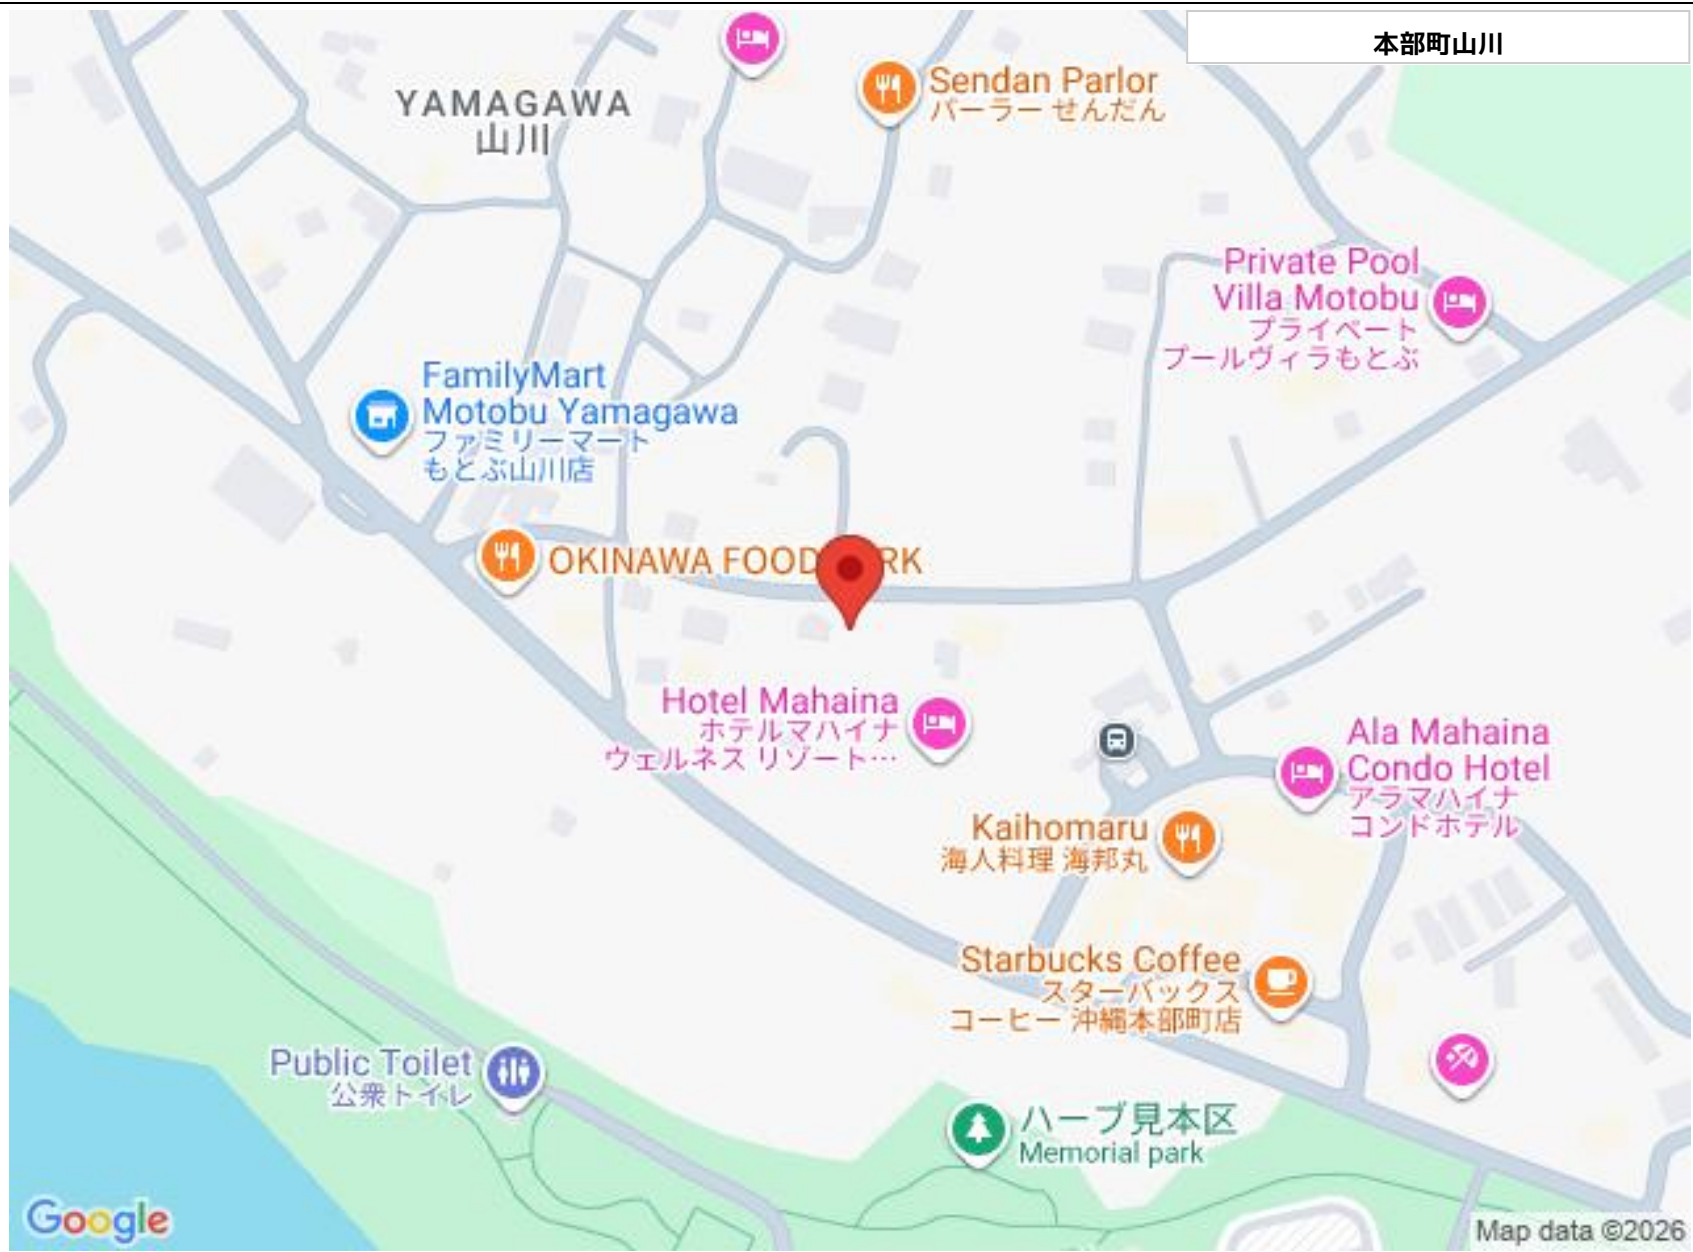 本部町山川
YAMAGAWA
山川
Sendan Parlor
パーラー せんだん
Private Pool
Villa Motobu
プライベート
プールヴィラもとぶ
FamilyMart
Motobu Yamagawa
ファミリーマート
もとぶ山川店
OKINAWA FOOD RK
Hotel Mahaina
ホテルマハイナ
ウェルネス リゾート…
Ala Mahaina
Condo Hotel
アラマハイナ
コンドホテル
Kaihomaru
海人料理 海邦丸
Starbucks Coffee
スターバックス
コーヒー 沖縄本部町店
Public Toilet
公衆トイレ
ハーブ見本区
Memorial park
Google
Map data ©2026